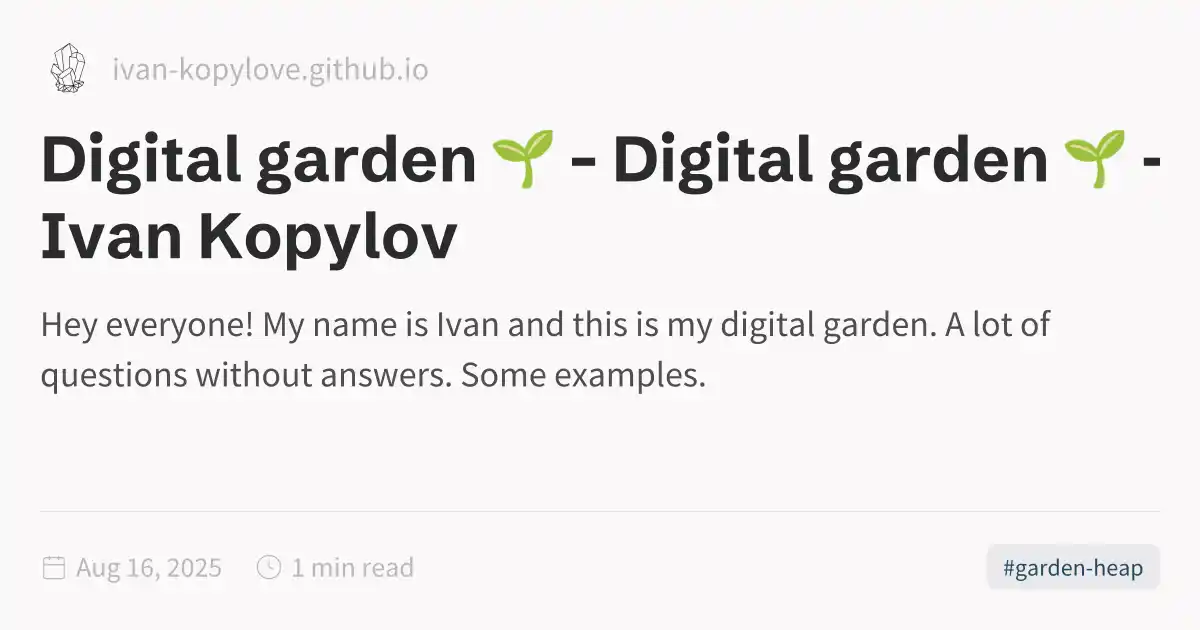 ivan-kopylove.github.io
Digital garden 🌱 - Digital garden 🌱 -
Ivan Kopylov
Hey everyone! My name is Ivan and this is my digital garden. A lot of
questions without answers. Some examples.
Aug 16, 2025 1 min read #garden-heap